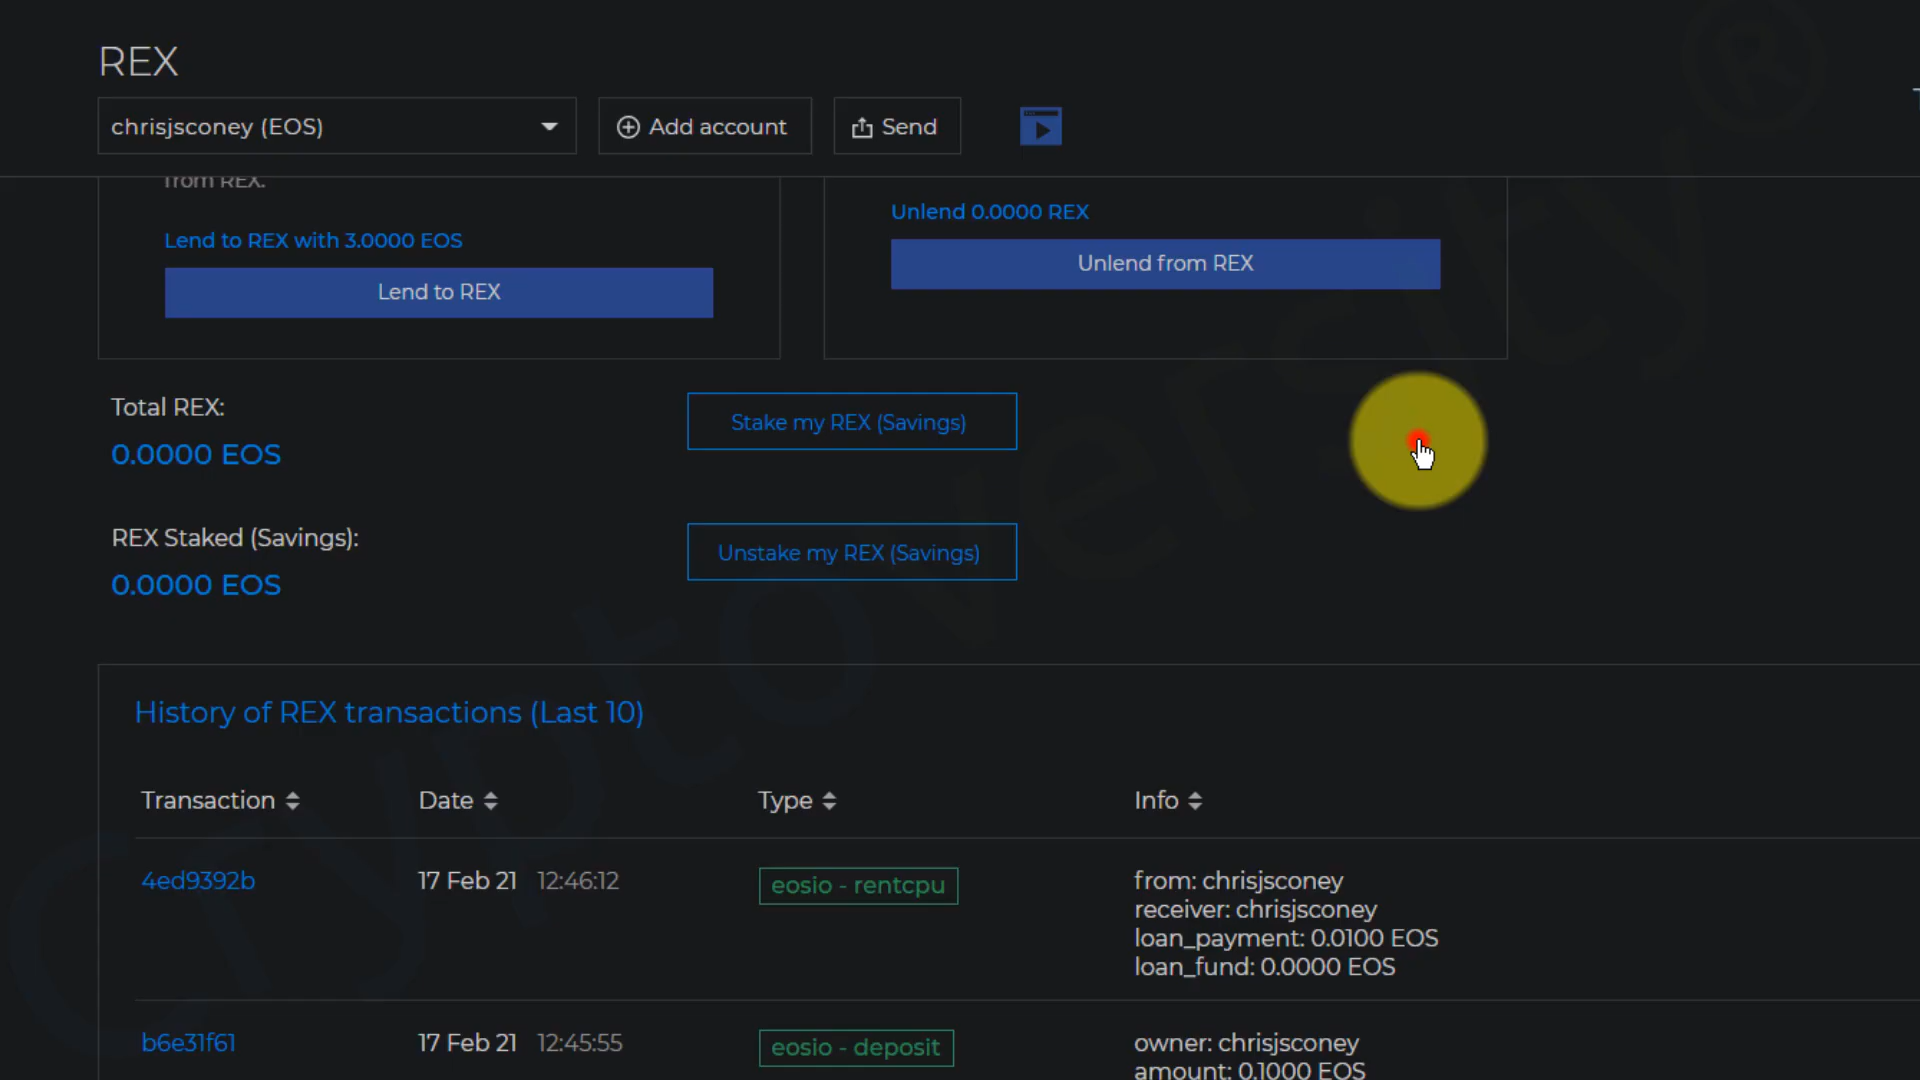 REX
chrisjsconey (EOS)
Add account
Send
from REX.
Unlend 0.0000 REX
Lend to REX with 3.0000 EOS
Unlend from REX
Lend to REX
Total REX:
Stake my REX (Savings)
0.0000 EOS
REX Staked (Savings):
Unstake my REX (Savings)
0.0000 EOS
Cryptoversity
History of REX transactions (Last 10)
Transaction Date Type Info
4ed9392b 17 Feb 21 12:46:12 eosio - rentcpu from: chrisjsconey
receiver: chrisjsconey
loan_payment: 0.0100 EOS
loan_fund: 0.0000 EOS
b6e31f61 17 Feb 21 12:45:55 eosio - deposit owner: chrisjsconey
amount: 0.1000 EOS